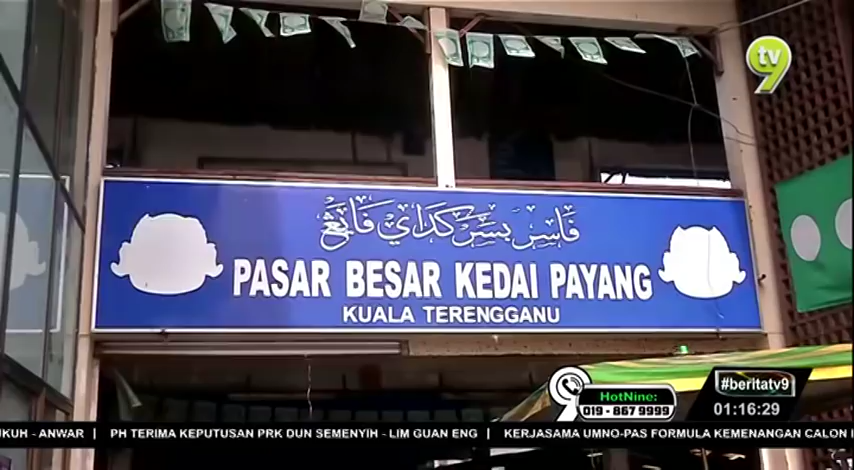 tv9
ڤاسر بسر كداي ڤايڠ
PASAR BESAR KEDAI PAYANG
KUALA TERENGGANU
HotNine:
019 - 867 9999
#beritatv9
01:16:29
UKUH - ANWAR | PH TERIMA KEPUTUSAN PRK DUN SEMENYIH - LIM GUAN ENG | KERJASAMA UMNO-PAS FORMULA KEMENANGAN CALON